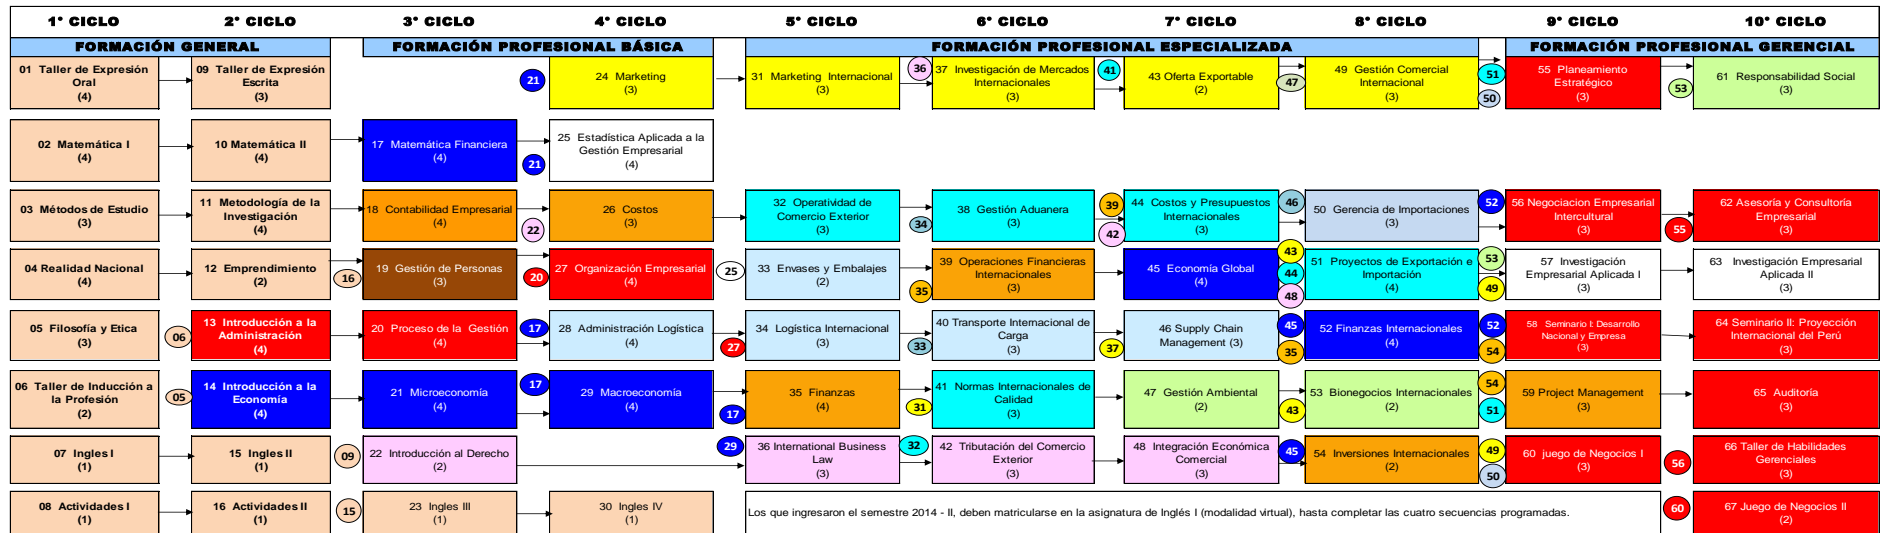 1° CICLO
2° CICLO
3° CICLO
4° CICLO
5° CICLO
6° CICLO
7° CICLO
8° CICLO
9° CICLO
10° CICLO
FORMACIÓN GENERAL
FORMACIÓN PROFESIONAL BÁSICA
FORMACIÓN PROFESIONAL ESPECIALIZADA
FORMACIÓN PROFESIONAL GERENCIAL
01 Taller de Expresión
Oral
(4)
09 Taller de Expresión
Escrita
(3)
21
24 Marketing
(3)
31 Marketing Internacional
(3)
36
37 Investigación de Mercados
Internacionales
(3)
41
43 Oferta Exportable
(2)
47
49 Gestión Comercial
Internacional
(3)
51
50
55 Planeamiento
Estratégico
(3)
53
61 Responsabilidad Social
(3)
02 Matemática I
(4)
10 Matemática II
(4)
17 Matemática Financiera
(4)
21
25 Estadística Aplicada a la
Gestión Empresarial
(4)
03 Métodos de Estudio
(3)
11 Metodología de la
Investigación
(4)
18 Contabilidad Empresarial
(4)
22
26 Costos
(3)
32 Operatividad de
Comercio Exterior
(3)
34
38 Gestión Aduanera
(3)
39
42
44 Costos y Presupuestos
Internacionales
(3)
46
50 Gerencia de Importaciones
(3)
52
56 Negociacion Empresarial
Intercultural
(3)
55
62 Asesoría y Consultoría
Empresarial
(3)
04 Realidad Nacional
(4)
12 Emprendimiento
(2)
16
19 Gestión de Personas
(3)
20
27 Organización Empresarial
(4)
25
33 Envases y Embalajes
(2)
35
39 Operaciones Financieras
Internacionales
(3)
45 Economía Global
(4)
43
44
48
51 Proyectos de Exportación e
Importación
(4)
53
49
57 Investigación
Empresarial Aplicada I
(3)
63 Investigación Empresarial
Aplicada II
(3)
05 Filosofía y Etica
(3)
06
13 Introducción a la
Administración
(4)
20 Proceso de la Gestión
(4)
17
28 Administración Logística
(4)
27
34 Logística Internacional
(3)
33
40 Transporte Internacional de
Carga
(3)
37
46 Supply Chain
Management (3)
45
35
52 Finanzas Internacionales
(4)
52
54
58 Seminario I: Desarrollo
Nacional y Empresa
(3)
64 Seminario II: Proyección
Internacional del Perú
(3)
06 Taller de Inducción a
la Profesión
(2)
05
14 Introducción a la
Economía
(4)
21 Microeconomía
(4)
17
29 Macroeconomía
(4)
17
35 Finanzas
(4)
31
41 Normas Internacionales de
Calidad
(3)
47 Gestión Ambiental
(2)
43
53 Bionegocios Internacionales
(2)
54
51
59 Project Management
(3)
65 Auditoría
(3)
07 Ingles I
(1)
15 Ingles II
(1)
09
22 Introducción al Derecho
(2)
29
36 International Business
Law
(3)
32
42 Tributación del Comercio
Exterior
(3)
48 Integración Económica
Comercial
(3)
45
54 Inversiones Internacionales
(2)
49
50
60 juego de Negocios I
(3)
56
66 Taller de Habilidades
Gerenciales
(3)
08 Actividades I
(1)
16 Actividades II
(1)
15
23 Ingles III
(1)
30 Ingles IV
(1)
Los que ingresaron el semestre 2014 - II, deben matricularse en la asignatura de Inglés I (modalidad virtual), hasta completar las cuatro secuencias programadas.
60
67 Juego de Negocios II
(2)